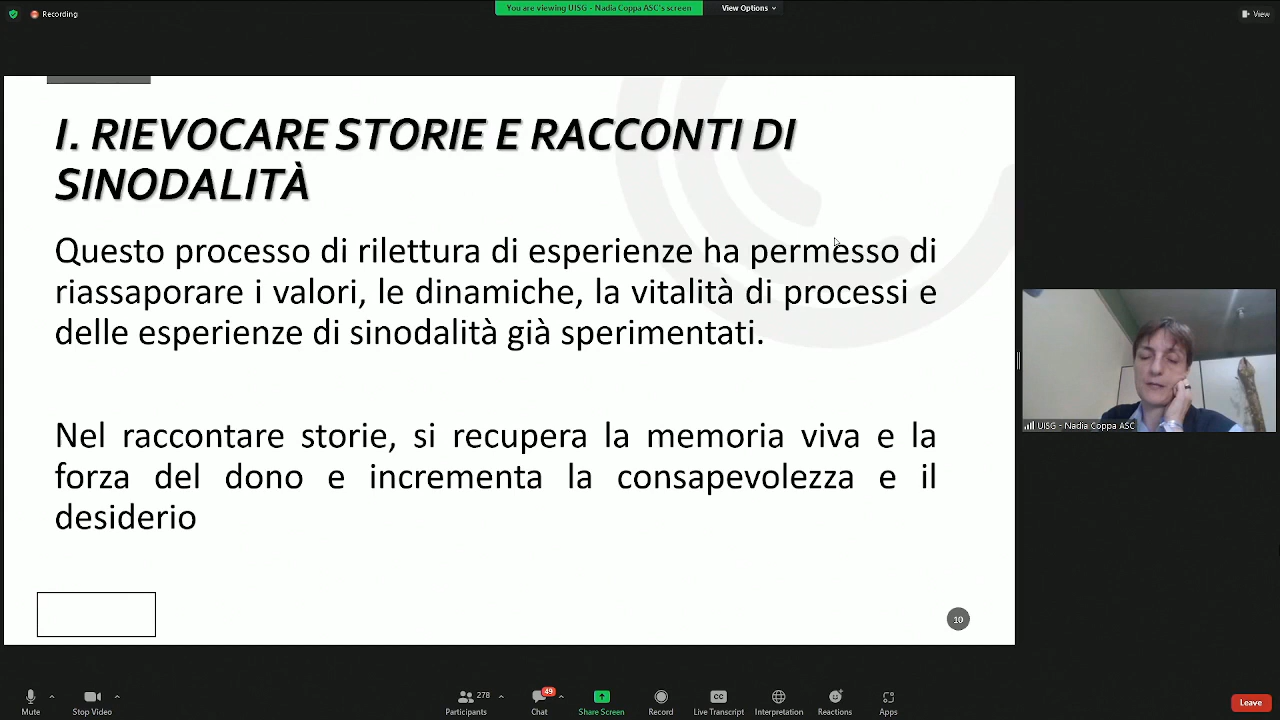 Recording
You are viewing UISG - Nadia Coppa ASC's screen
View Options
View
I. RIEVOCARE STORIE E RACCONTI DI
SINODALITÀ
Questo processo di rilettura di esperienze ha permesso di
riassaporare i valori, le dinamiche, la vitalità di processi e
delle esperienze di sinodalità già sperimentati.
Nel raccontare storie, si recupera la memoria viva e la
forza del dono e incrementa la consapevolezza e il
desiderio
10
UISG - Nadia Coppa ASC
Mute
Stop Video
278
Participants
49
Chat
Share Screen
Record
CC
Live Transcript
Interpretation
Reactions
Apps
Leave